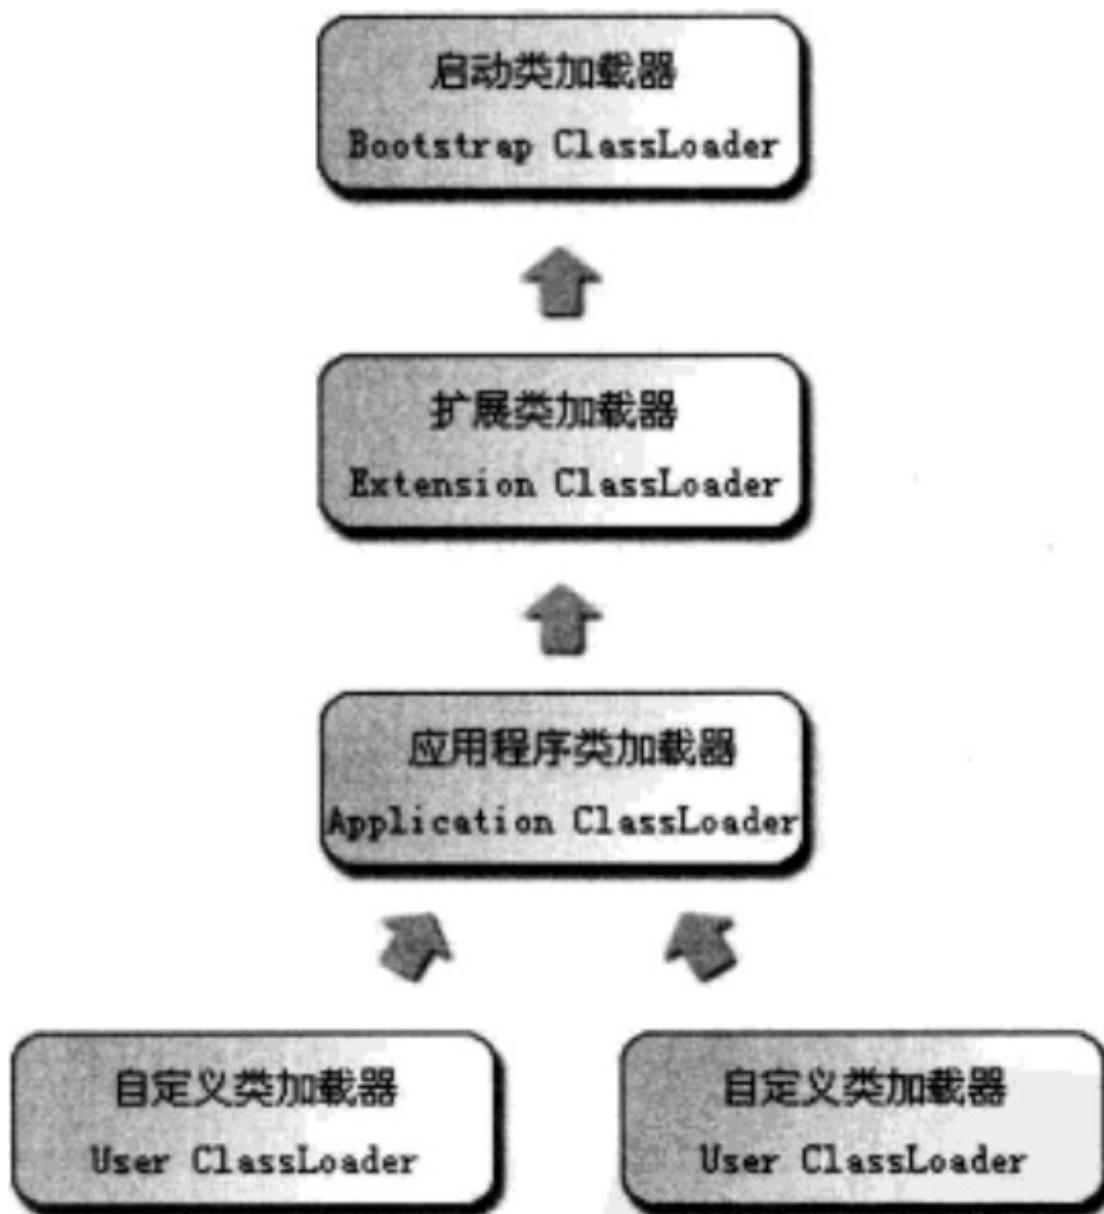 启动类加载器
Bootstrap ClassLoader
扩展类加载器
Extension ClassLoader
应用程序类加载器
Application ClassLoader
自定义类加载器
User ClassLoader
自定义类加载器
User ClassLoader